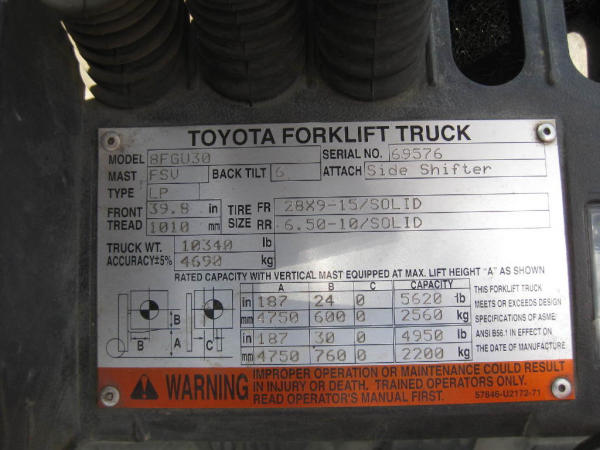 TOYOTA FORKLIFT TRUCK
MODEL 8FGU30 SERIAL NO. 69576
MAST FSV BACK TILT 6 ATTACH Side Shifter
TYPE LP
FRONT 39.8 in TIRE FR 28X9-15/SOLID
TREAD 1010 mm SIZE RR 6.50-10/SOLID
TRUCK WT. 10340 lb
ACCURACY±5% 4690 kg
RATED CAPACITY WITH VERTICAL MAST EQUIPPED AT MAX. LIFT HEIGHT "A" AS SHOWN
A B C CAPACITY
in 187 24 0 5620 lb
mm 4750 600 0 2560 kg
in 187 30 0 4950 lb
mm 4750 760 0 2200 kg
THIS FORKLIFT TRUCK
MEETS OR EXCEEDS DESIGN
SPECIFICATIONS OF ASME/
ANSI B56.1 IN EFFECT ON
THE DATE OF MANUFACTURE
B
B A C
WARNING
IMPROPER OPERATION OR MAINTENANCE COULD RESULT
IN INJURY OR DEATH. TRAINED OPERATORS ONLY.
READ OPERATOR'S MANUAL FIRST.
57846-U2172-71